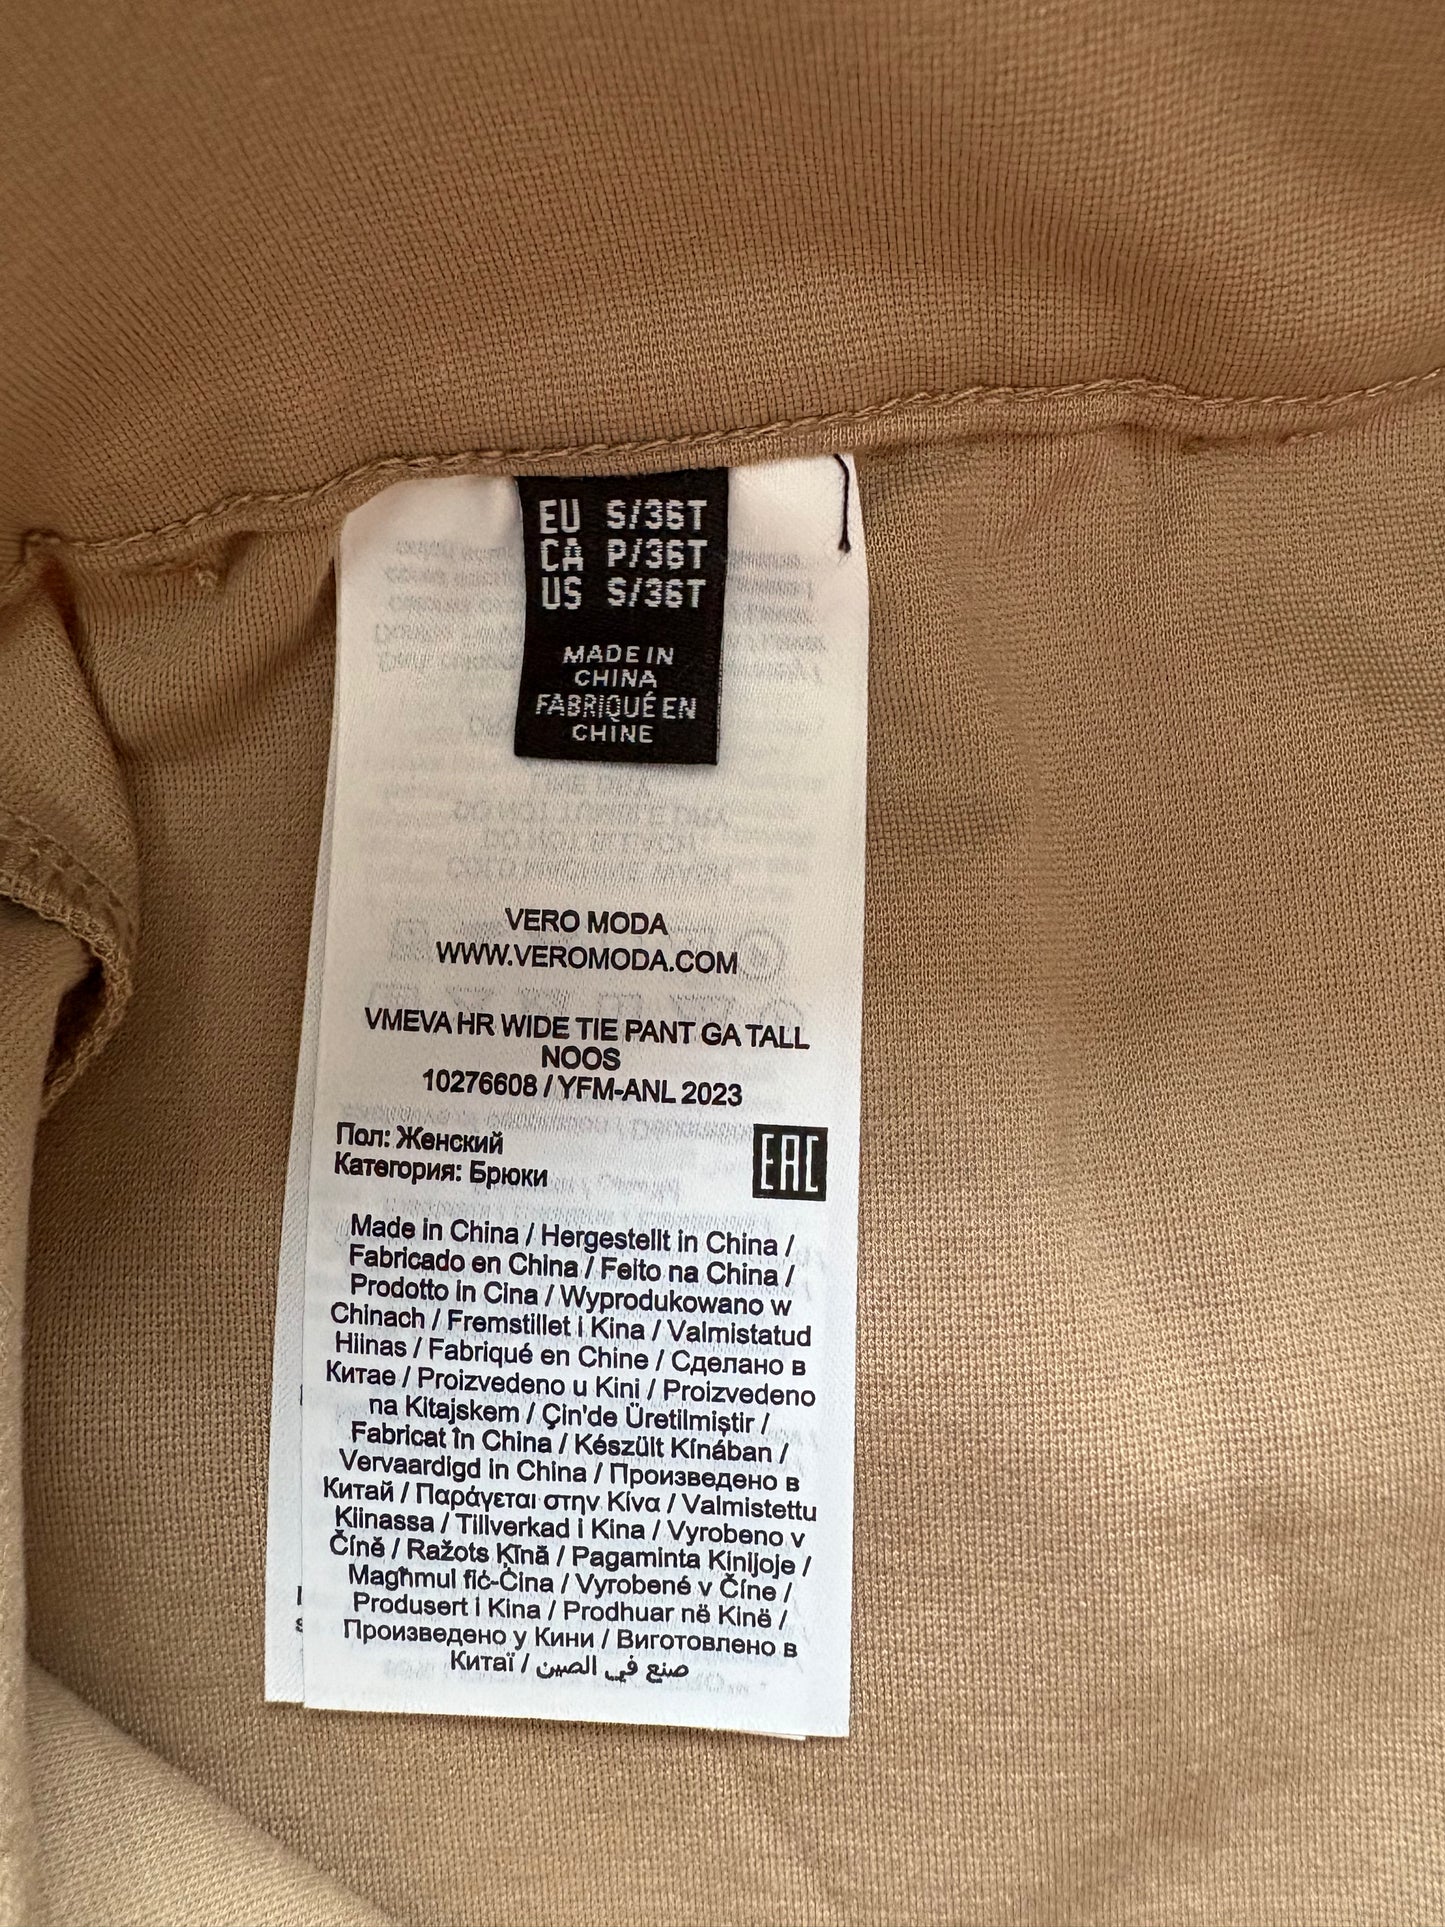 EU S/36T
CA P/36T
US S/36T
MADE IN
CHINA
FABRIQUÉ EN
CHINE
VERO MODA
WWW.VEROMODA.COM
VMEVA HR WIDE TIE PANT GA TALL
NOOS
10276608 / YFM-ANL 2023
Пол: Женский
Категория: Брюки
EAC
Made in China / Hergestellt in China /
Fabricado en China / Feito na China /
Prodotto in Cina / Wyprodukowano w
Chinach / Fremstillet i Kina / Valmistatud
Hiinas / Fabriqué en Chine / Сделано в
Китае / Proizvedeno u Kini / Proizvedeno
na Kitajskem / Çin'de Üretilmiştir /
Fabricat în China / Készült Kínában /
Vervaardigd in China / Произведено в
Китай / Παράγεται στην Κίνα / Valmistettu
Kiinassa / Tillverkad i Kina / Vyrobeno v
Číně / Ražots Ķīnā / Pagaminta Kinijoje /
Magħmul fiċ-Ċina / Vyrobené v Číne /
Produsert i Kina / Prodhuar në Kinë /
Произведено у Кини / Виготовлено в
Китаї / صنع في الصين